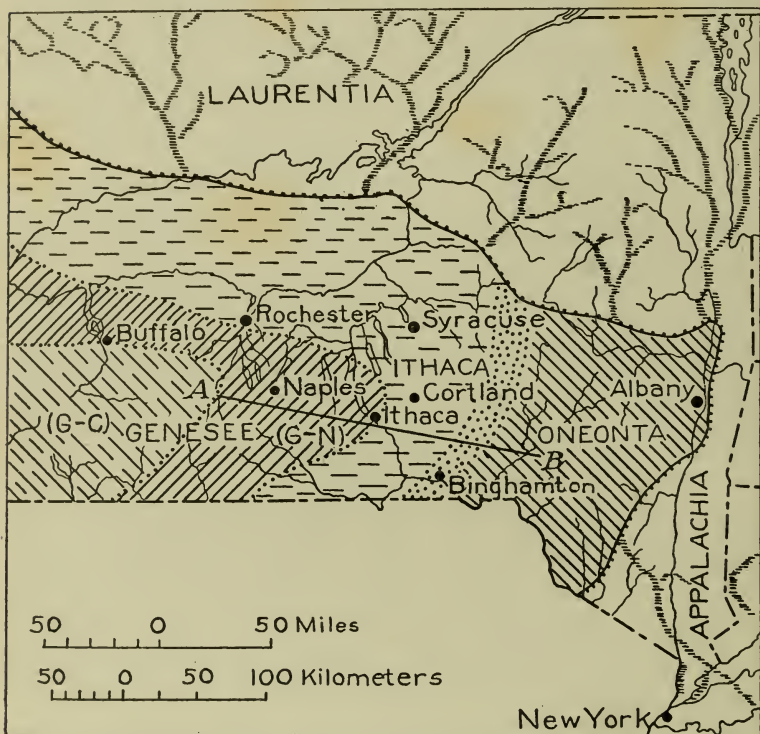 LAURENTIA
Rochester
Syracuse
Buffalo
ITHACA
A
Naples
Cortland
Albany
(G-C)
GENESEE
(G-N)
Ithaca
ONEONTA
B
Binghamton
APPALACHIA
50 0 50 Miles
50 0 50 100 Kilometers
New York